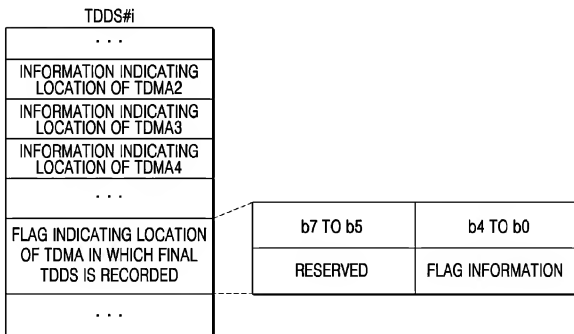 TDDS#i
. . .
INFORMATION INDICATING
LOCATION OF TDMA2
INFORMATION INDICATING
LOCATION OF TDMA3
INFORMATION INDICATING
LOCATION OF TDMA4
. . .
FLAG INDICATING LOCATION
OF TDMA IN WHICH FINAL
TDDS IS RECORDED
. . .
b7 TO b5
b4 TO b0
RESERVED
FLAG INFORMATION